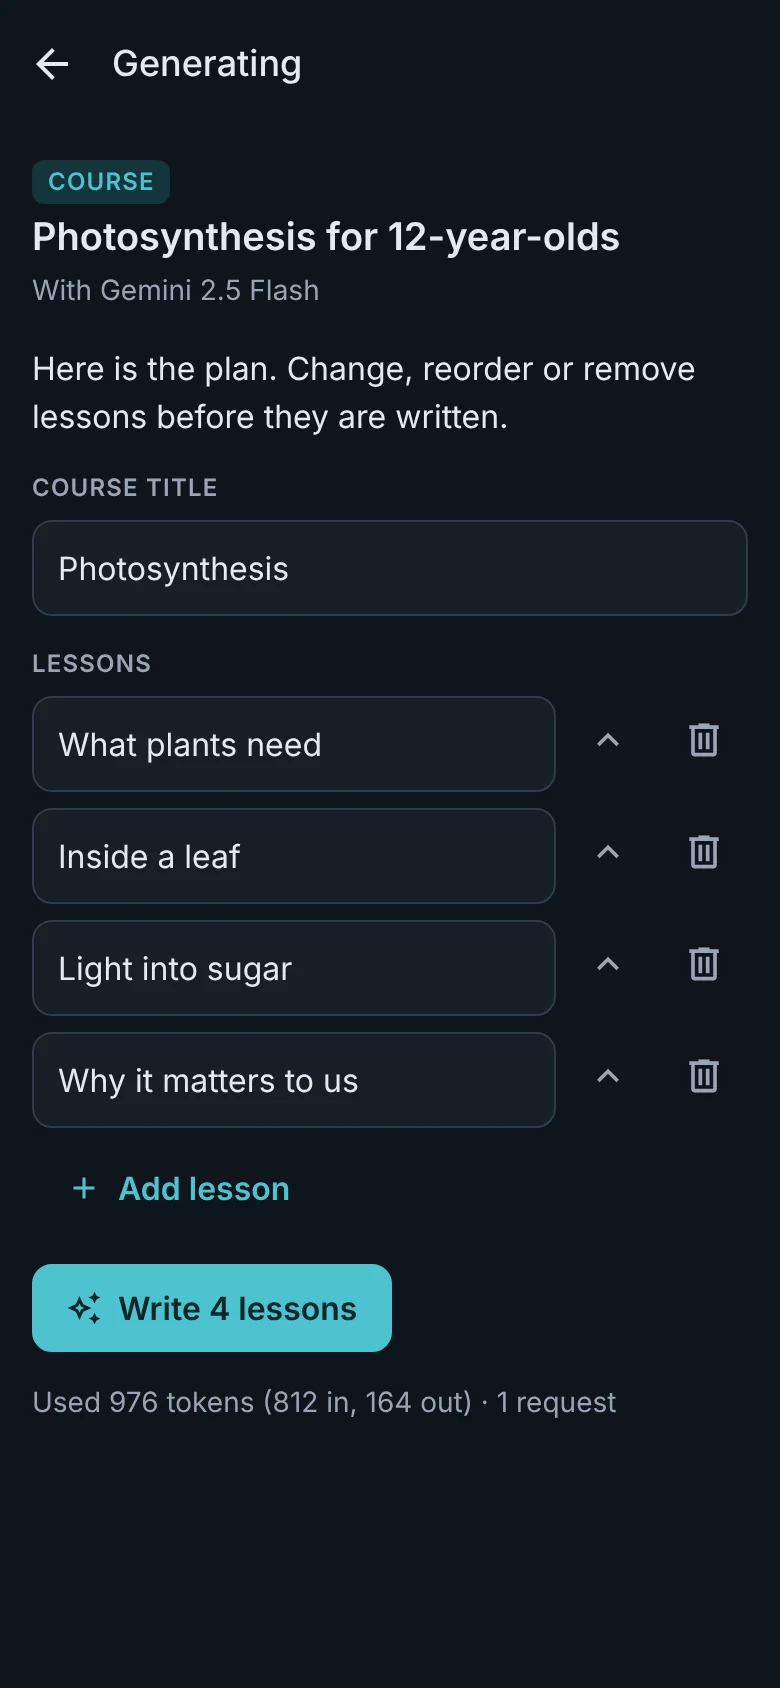 Generating
COURSE
Photosynthesis for 12-year-olds
With Gemini 2.5 Flash
Here is the plan. Change, reorder or remove
lessons before they are written.
COURSE TITLE
Photosynthesis
LESSONS
What plants need
Inside a leaf
Light into sugar
Why it matters to us
Add lesson
Write 4 lessons
Used 976 tokens (812 in, 164 out) · 1 request